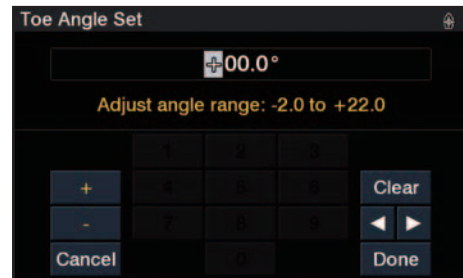 Toe Angle Set
+00.0°
Adjust angle range: -2.0 to +22.0
1 2 3
+ 4 5 6 Clear
- 7 8 9 ◀ ▶
Cancel 0 Done